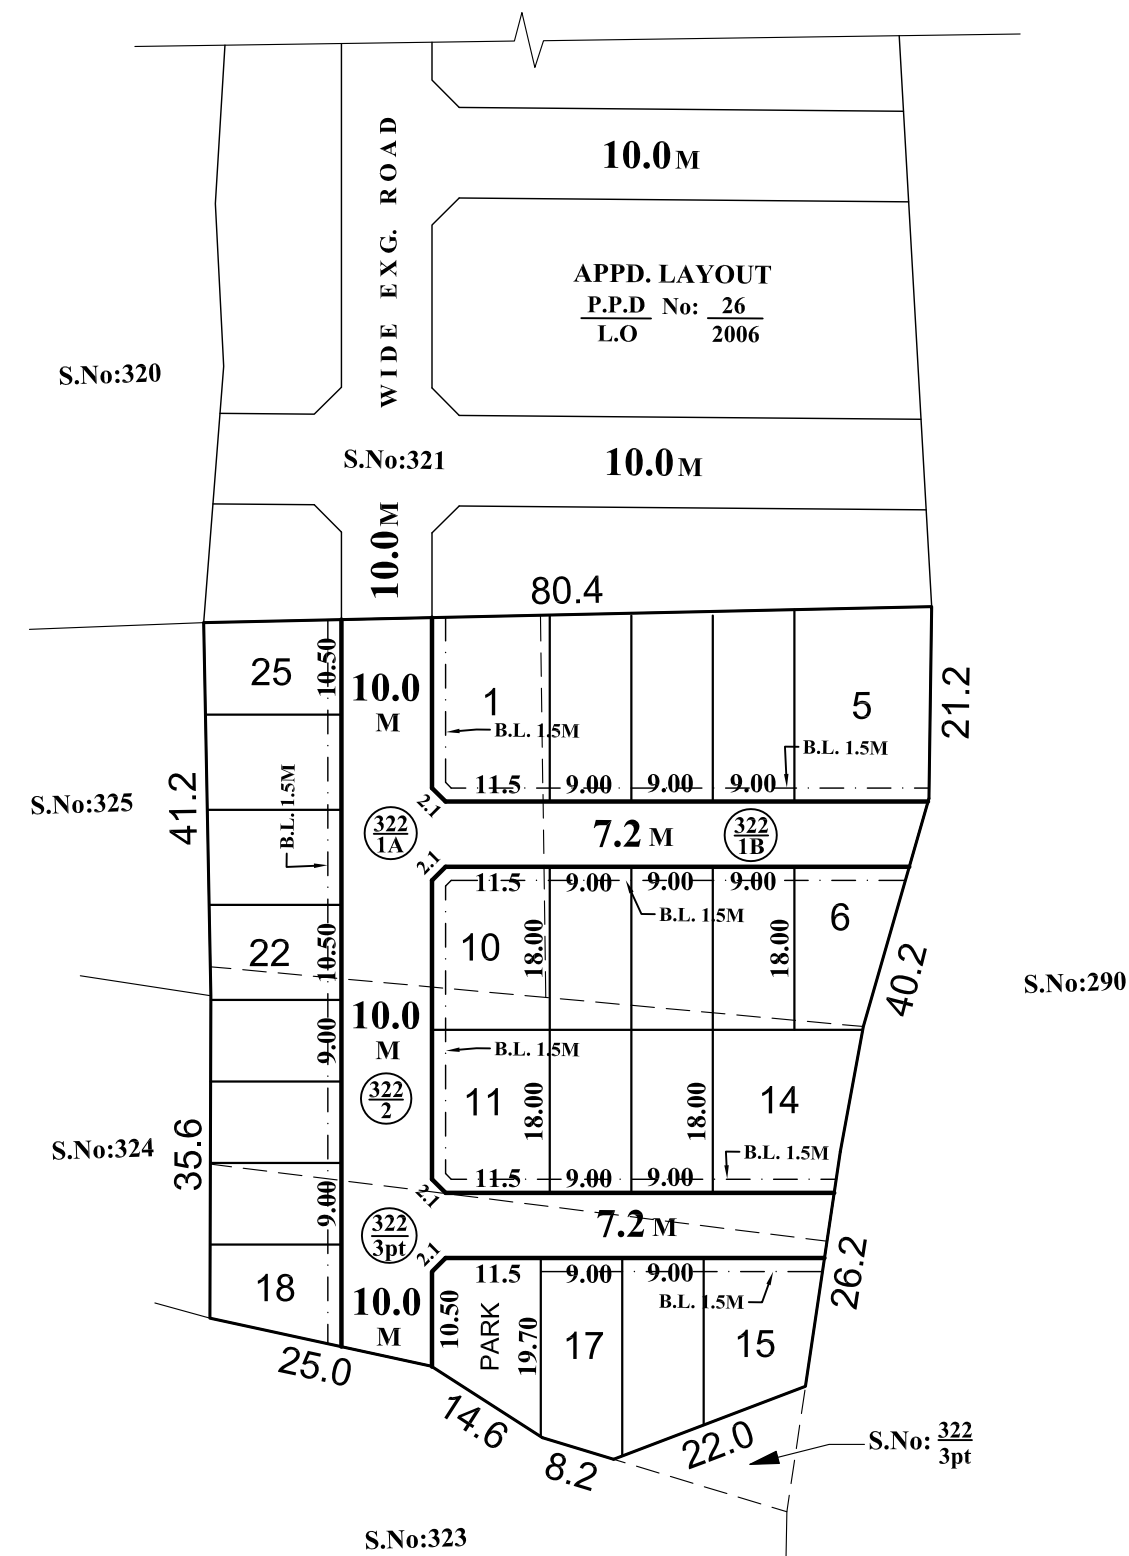 10.0 M
WIDE EXG. ROAD
APPD. LAYOUT
P.P.D No: 26
L.O 2006
S.No:320
S.No:321
10.0 M
10.0 M
80.4
25
10.50
10.0
M
1
B.L. 1.5M
5
21.2
B.L. 1.5M
11.5 9.00 9.00 9.00
S.No:325
41.2
B.L. 1.5M
2.1
322
1A
7.2 M
322
1B
2.1
11.5 9.00 9.00 9.00
B.L. 1.5M
6
22
10.50
10
18.00
18.00
40.2
S.No:290
10.0
M
9.00
B.L. 1.5M
322
2
11
18.00
18.00
14
S.No:324
35.6
B.L. 1.5M
11.5 9.00 9.00
9.00
2.1
322
3pt
7.2 M
2.1
26.2
11.5 9.00 9.00
18
10.0
M
10.50
PARK
19.70
B.L. 1.5M
17
15
25.0
14.6
8.2
22.0
S.No: 322
3pt
S.No:323